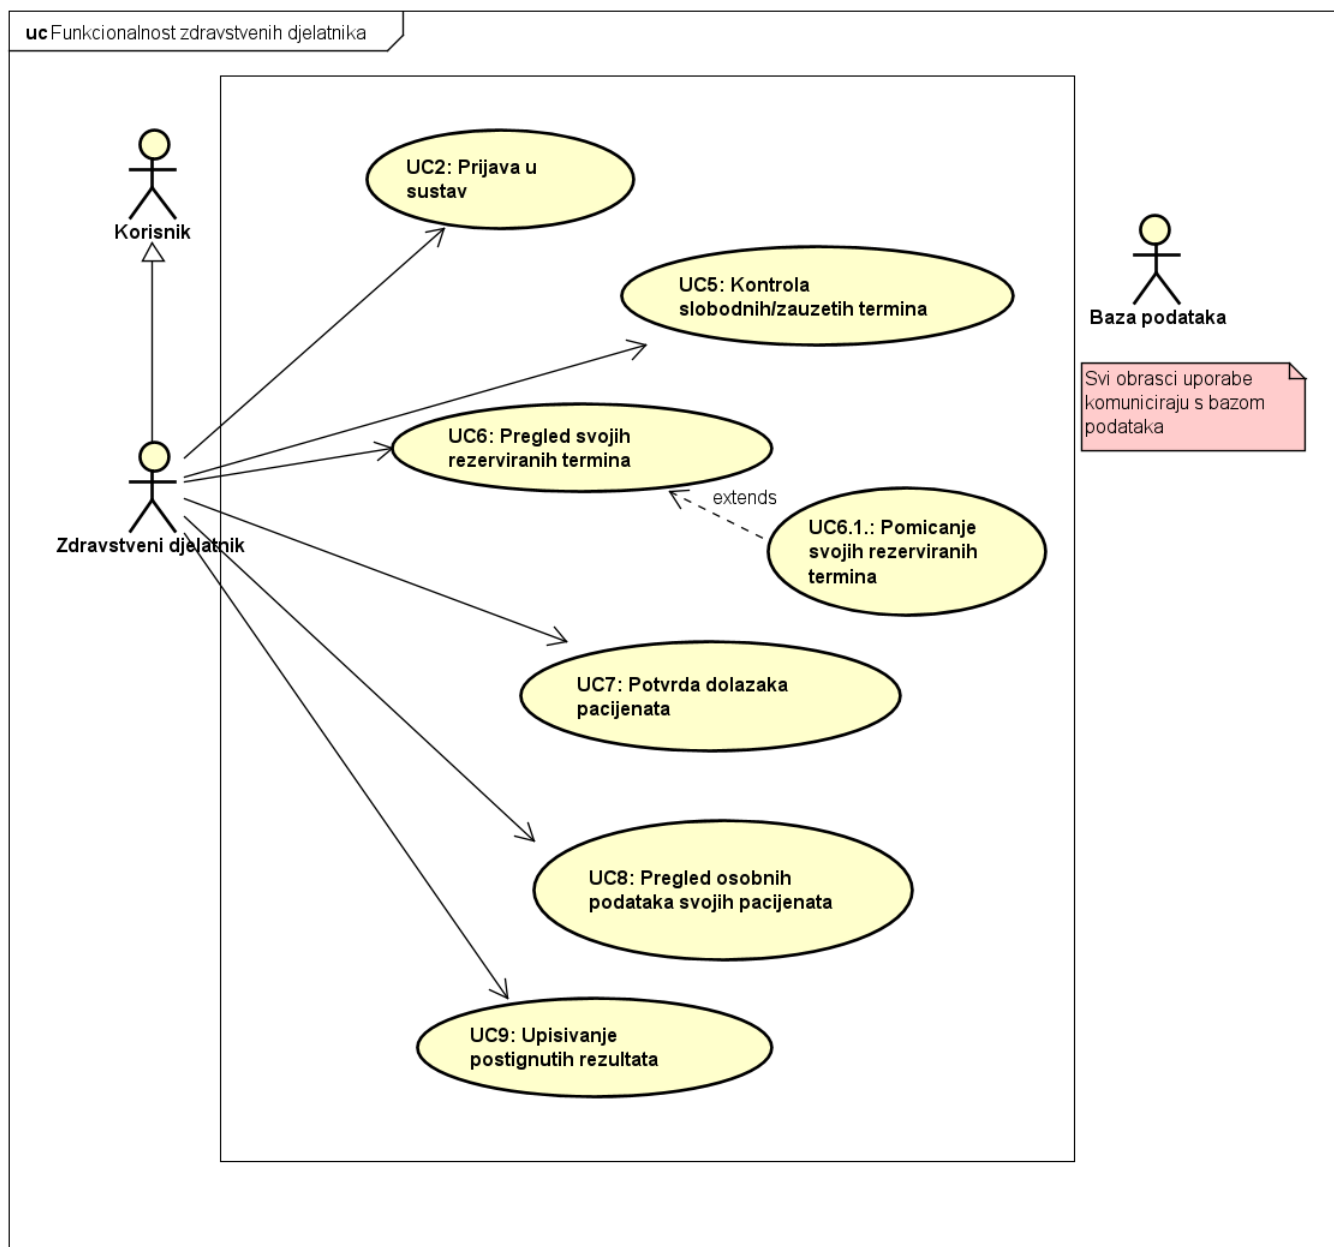 uc Funkcionalnost zdravstvenih djelatnika
Korisnik
UC2: Prijava u
sustav
UC5: Kontrola
slobodnih/zauzetih termina
Baza podataka
Svi obrasci uporabe
komuniciraju s bazom
podataka
UC6: Pregled svojih
rezerviranih termina
extends
Zdravstveni djelatnik
UC6.1.: Pomicanje
svojih rezerviranih
termina
UC7: Potvrda dolazaka
pacijenata
UC8: Pregled osobnih
podataka svojih pacijenata
UC9: Upisivanje
postignutih rezultata